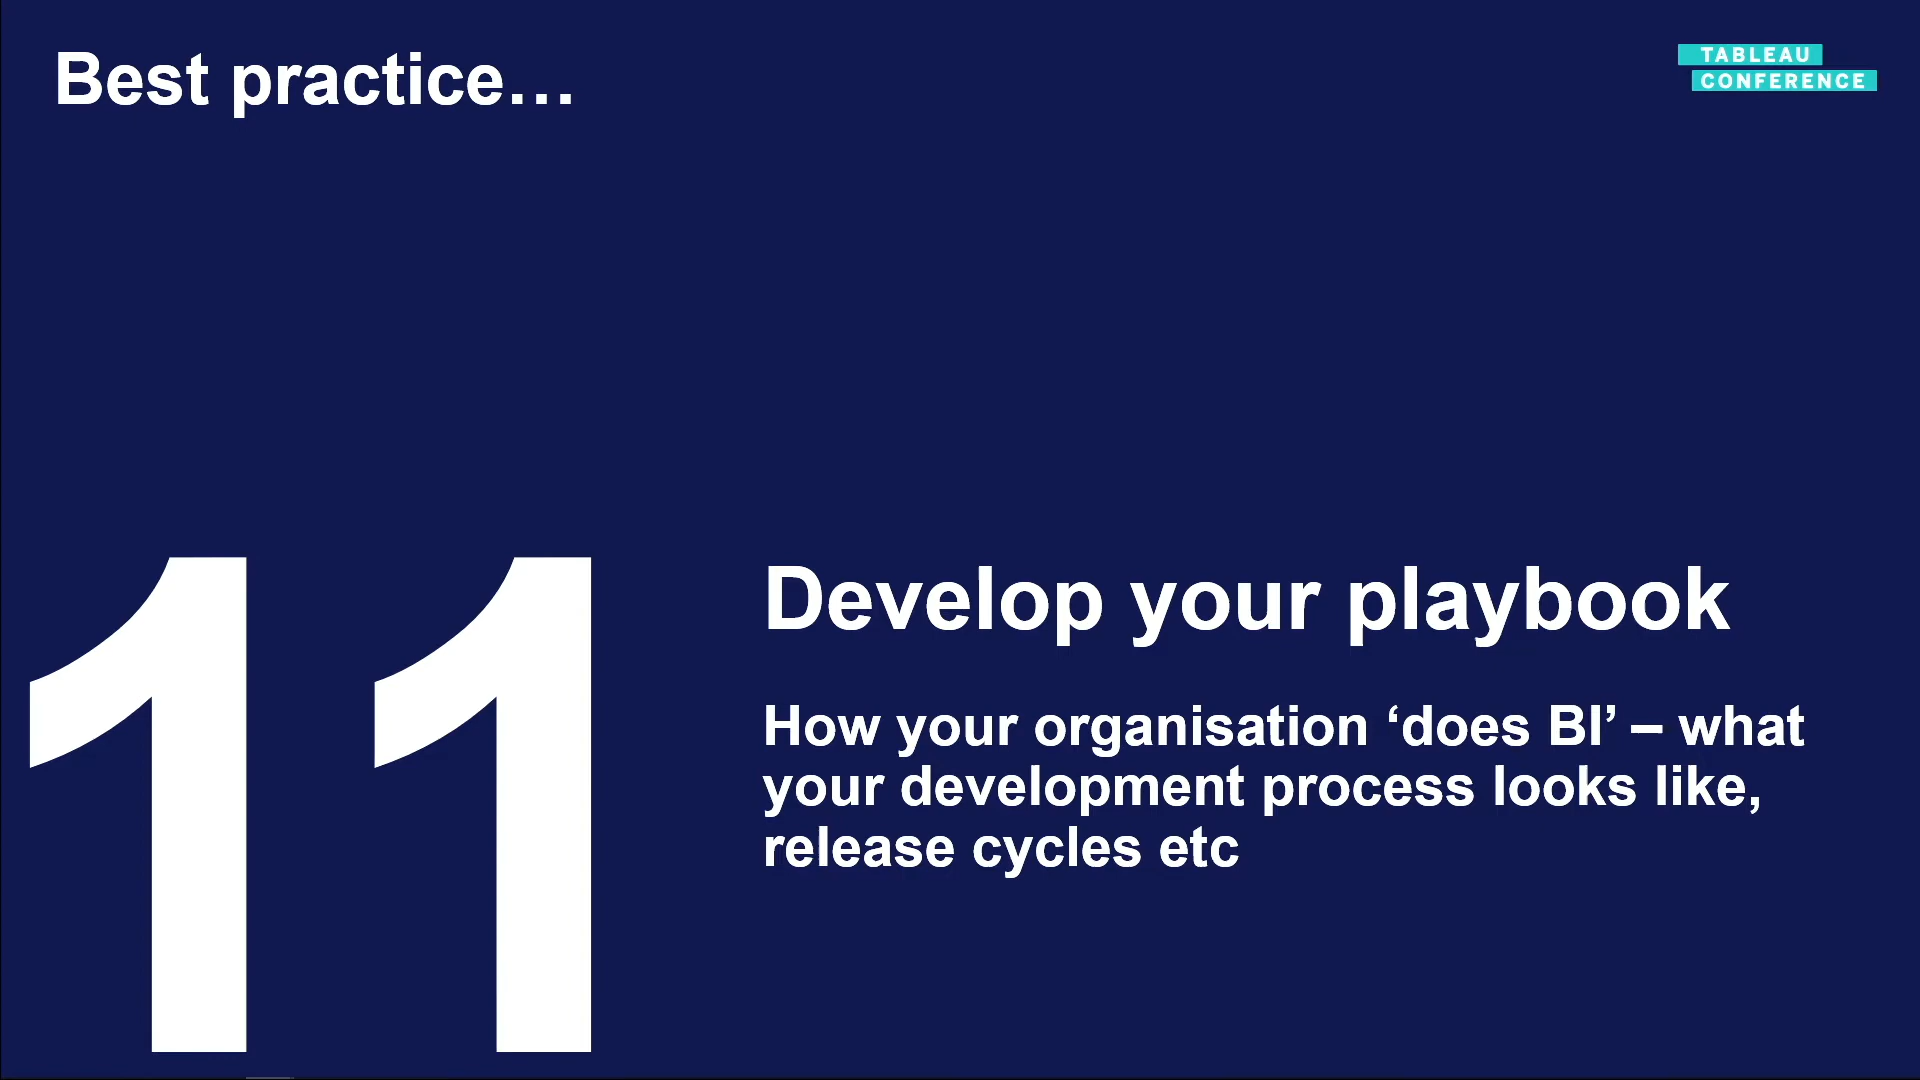 Best practice…
TABLEAU
CONFERENCE
11
Develop your playbook
How your organisation ‘does BI’ – what
your development process looks like,
release cycles etc